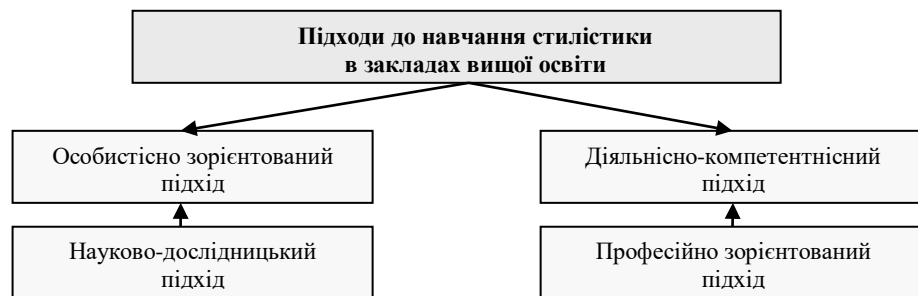 Підходи до навчання стилістики
в закладах вищої освіти
Особистісно зорієнтований
підхід
Діяльнісно-компетентнісний
підхід
Науково-дослідницький
підхід
Професійно зорієнтований
підхід